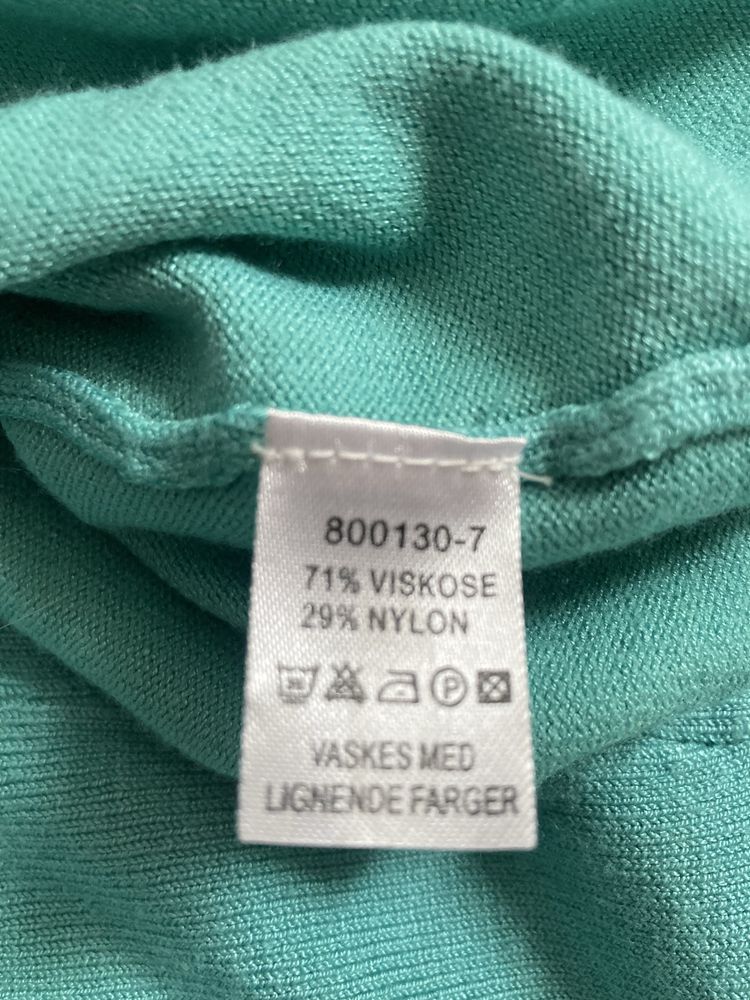 800130-7
71% VISKOSE
29% NYLON
P
VASKES MED
LIGNENDE FARGER